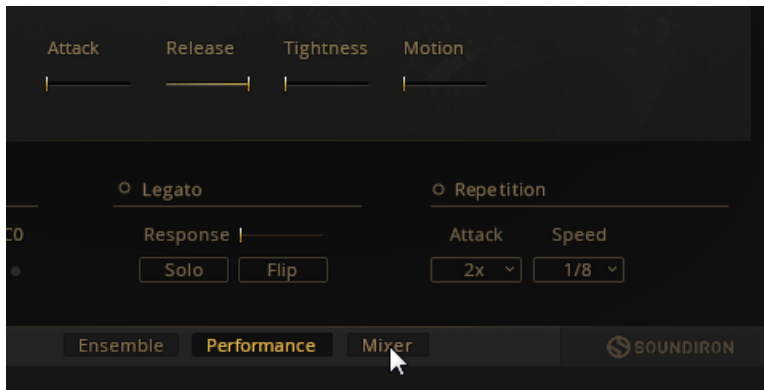 Attack Release Tightness Motion
Legato Repetition
C0 Response Attack Speed
Solo Flip 2x 1/8
Ensemble Performance Mixer SOUNDIRON